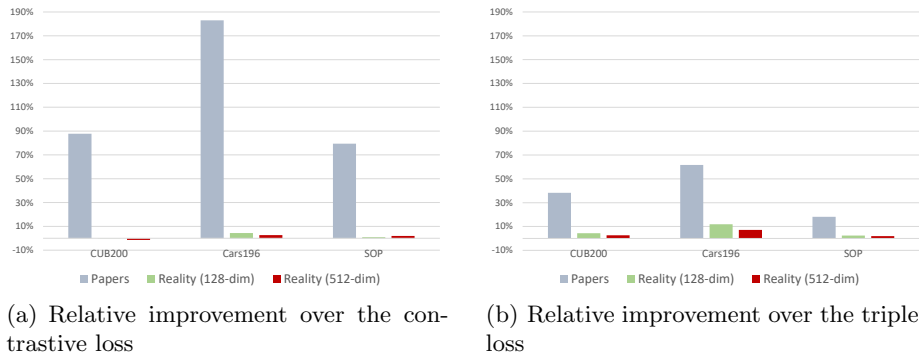 190%
170%
150%
130%
110%
90%
70%
50%
30%
10%
-10%
CUB200 Cars196 SOP
Papers Reality (128-dim) Reality (512-dim)
(a) Relative improvement over the con-
trastive loss
190%
170%
150%
130%
110%
90%
70%
50%
30%
10%
-10%
CUB200 Cars196 SOP
Papers Reality (128-dim) Reality (512-dim)
(b) Relative improvement over the triple
loss